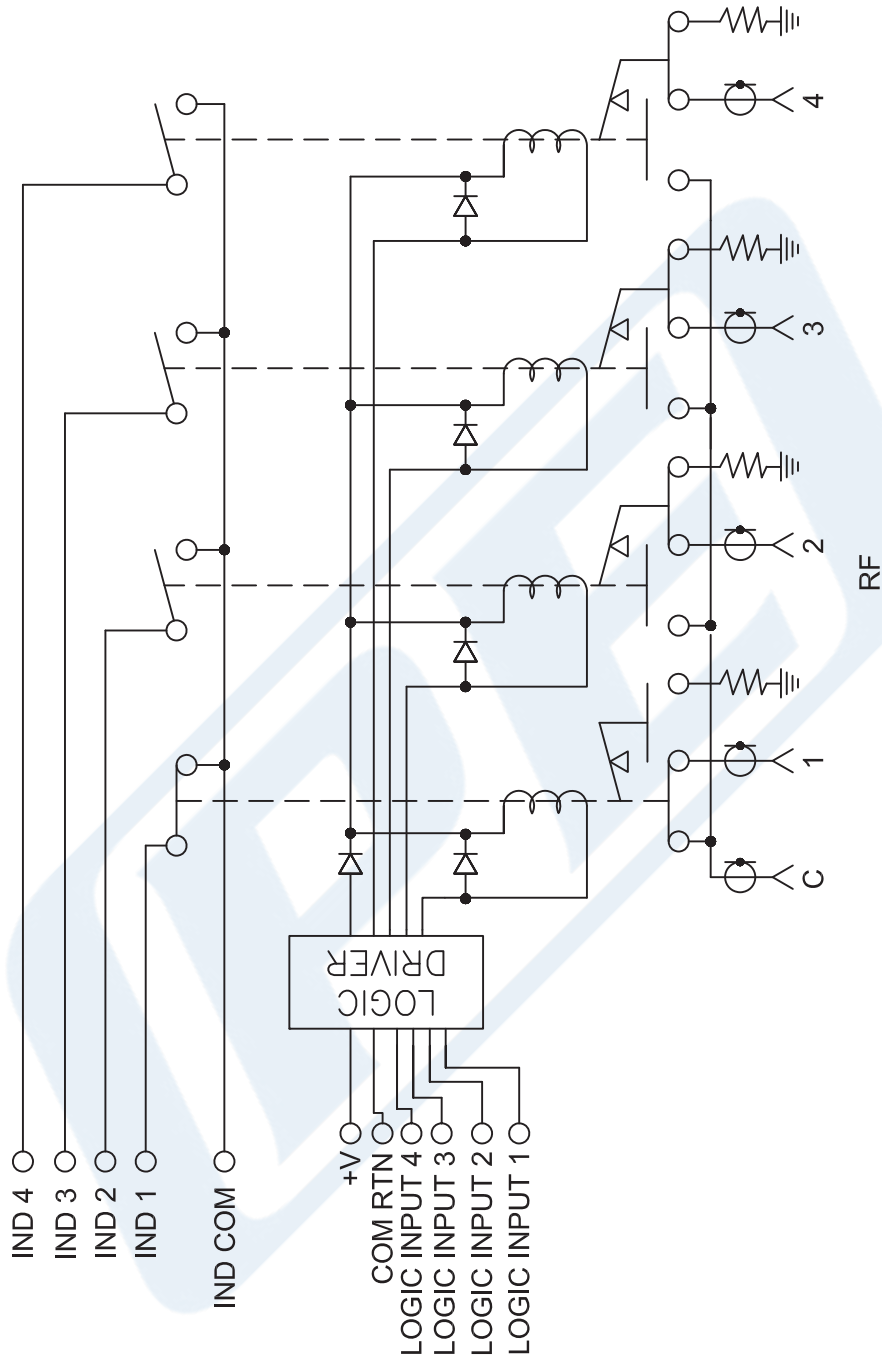 IND 4
IND 3
IND 2
IND 1
IND COM
+V
COM RTN
LOGIC INPUT 4
LOGIC INPUT 3
LOGIC INPUT 2
LOGIC INPUT 1
LOGIC
DRIVER
C
1
2
3
4
RF
PE